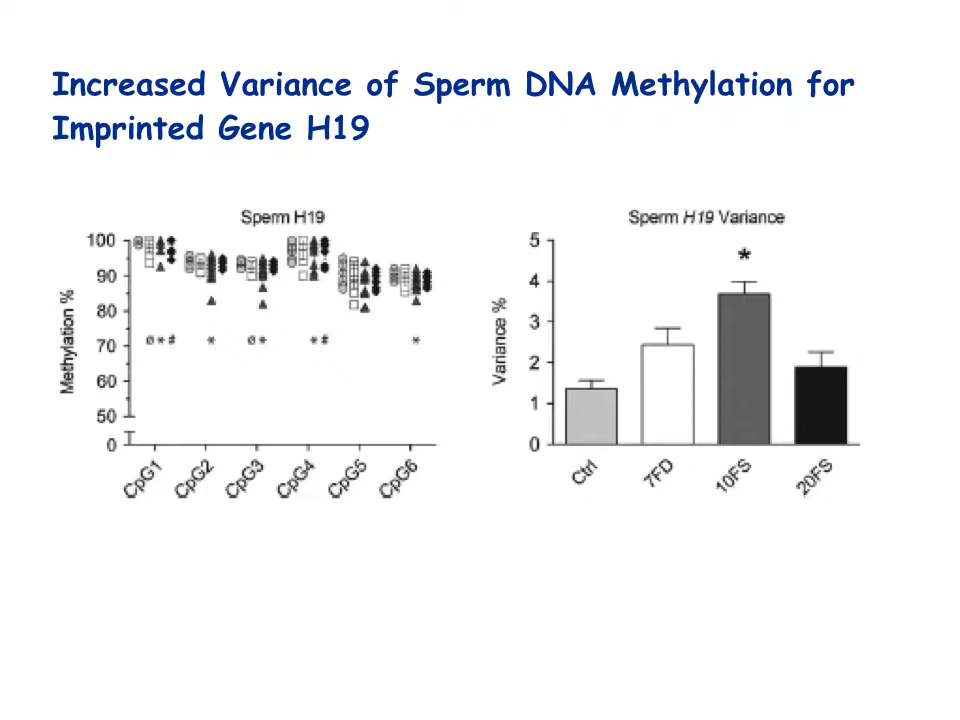 Increased Variance of Sperm DNA Methylation for
Imprinted Gene H19
Sperm H19
Methylation %
100
90
80
70
60
50
0
ø * #
*
ø *
* #
*
CpG1
CpG2
CpG3
CpG4
CpG5
CpG6
Sperm H19 Variance
Variance %
5
4
3
2
1
0
*
Ctrl
7FD
10FS
20FS